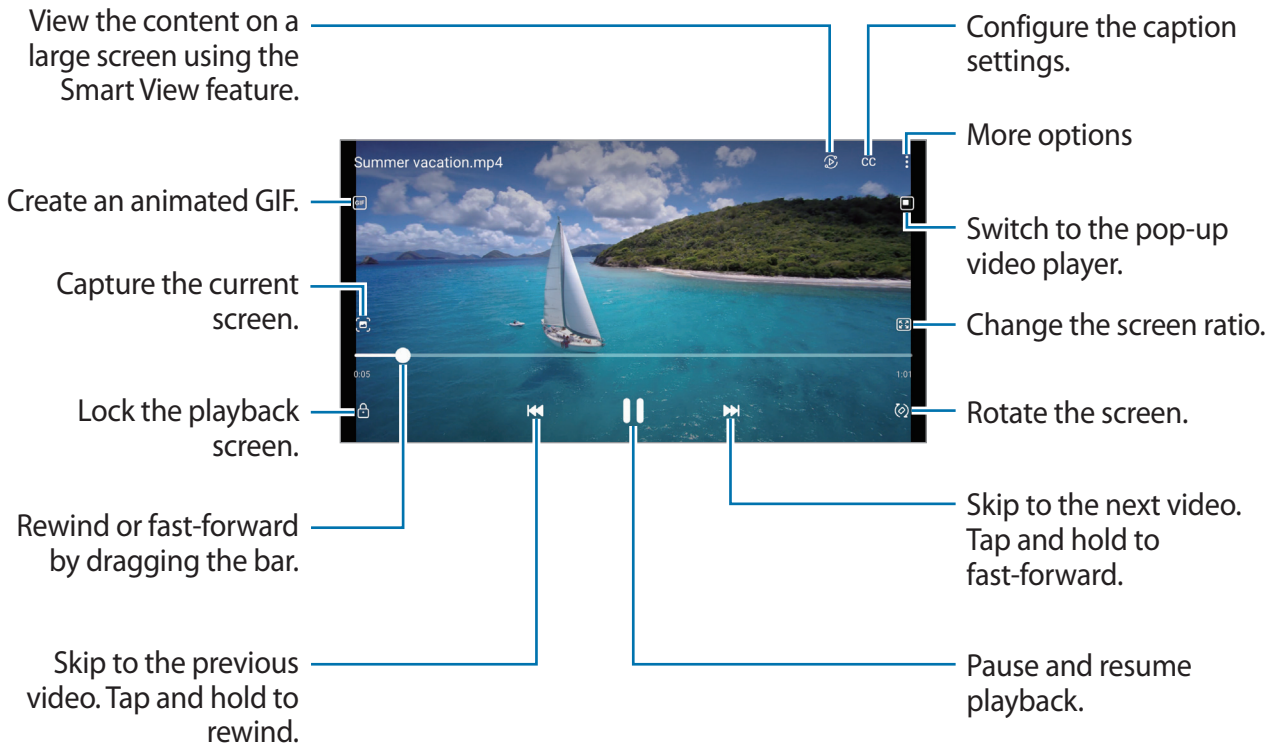 View the content on a
large screen using the
Smart View feature.
Configure the caption
settings.
More options
Summer vacation.mp4
CC
Create an animated GIF.
GIF
Switch to the pop-up
video player.
Capture the current
screen.
Change the screen ratio.
0:05
1:01
Lock the playback
screen.
Rotate the screen.
Rewind or fast-forward
by dragging the bar.
Skip to the next video.
Tap and hold to
fast-forward.
Skip to the previous
video. Tap and hold to
rewind.
Pause and resume
playback.